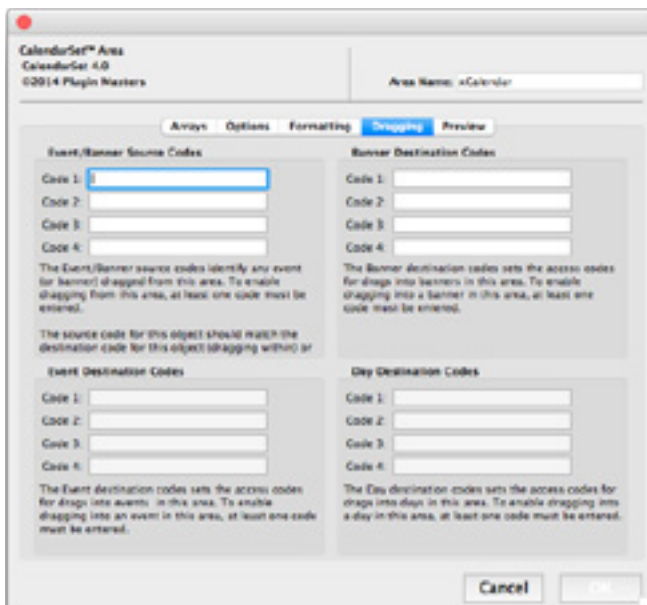 CalendarSet™ Area
CalendarSet 4.0
©2014 Plugin Masters
Area Name: xCalendar
Arrays Options Formatting Dragging Preview
Event/Banner Source Codes
Code 1:
Code 2:
Code 3:
Code 4:
The Event/Banner source codes identify any event
(or banner) dragged from this area. To enable
dragging from this area, at least one code must be
entered.
The source code for this object should match the
destination code for this object (dragging within) or
Banner Destination Codes
Code 1:
Code 2:
Code 3:
Code 4:
The Banner destination codes sets the access codes
for drags into banners in this area. To enable
dragging into a banner in this area, at least one
code must be entered.
Event Destination Codes
Code 1:
Code 2:
Code 3:
Code 4:
The Event destination codes sets the access codes
for drags into events in this area. To enable
dragging into an event in this area, at least one code
must be entered.
Day Destination Codes
Code 1:
Code 2:
Code 3:
Code 4:
The Day destination codes sets the access codes for
drags into days in this area. To enable dragging into
a day in this area, at least one code must be entered.
Cancel
OK